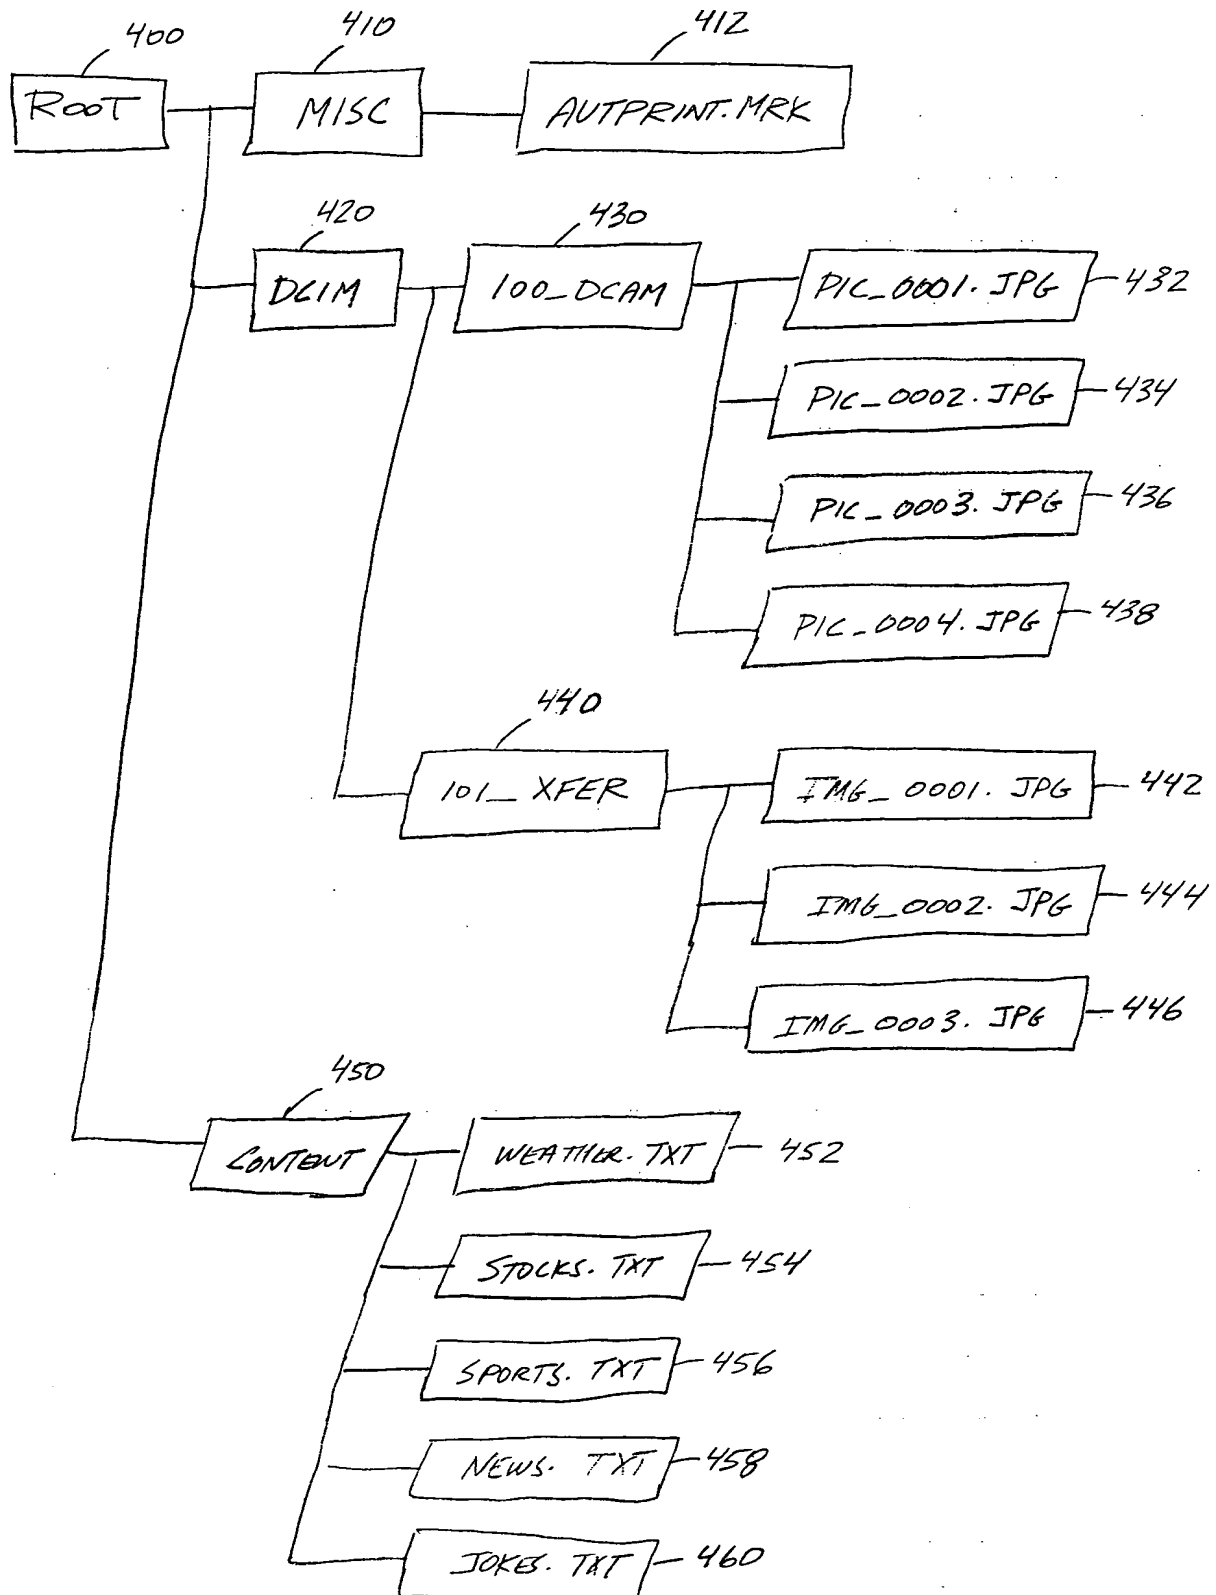 400
410
412
ROOT
MISC
AUTPRINT.MRK
420
430
DCIM
100_DCAM
PIC_0001.JPG
432
PIC_0002.JPG
434
PIC_0003.JPG
436
PIC_0004.JPG
438
440
101_XFER
IMG_0001.JPG
442
IMG_0002.JPG
444
IMG_0003.JPG
446
450
CONTENT
WEATHER.TXT
452
STOCKS.TXT
454
SPORTS.TXT
456
NEWS.TXT
458
JOKES.TXT
460